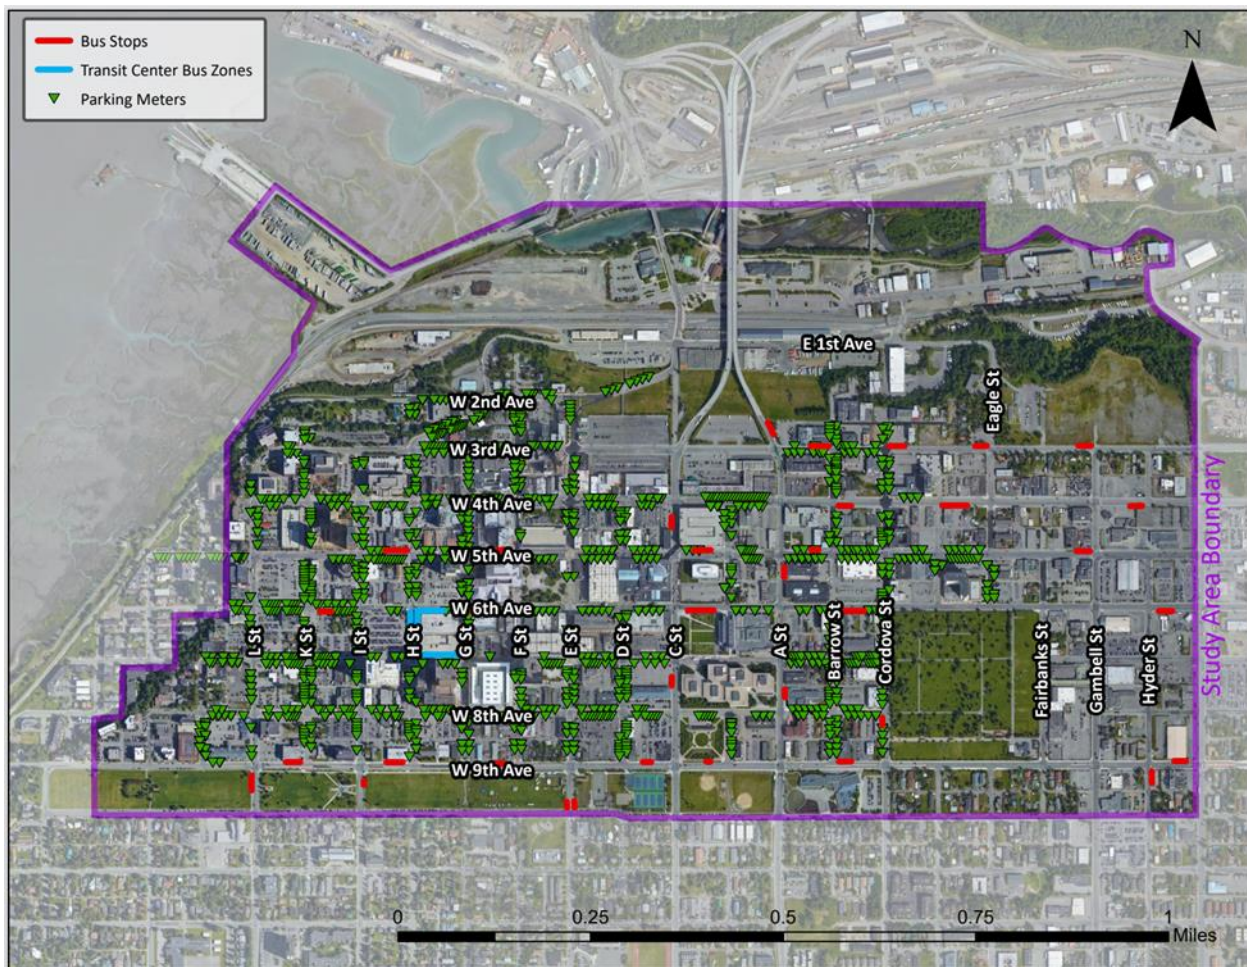 Bus Stops
Transit Center Bus Zones
Parking Meters
N
E 1st Ave
Eagle St
W 2nd Ave
W 3rd Ave
W 4th Ave
W 5th Ave
W 6th Ave
L St
K St
I St
H St
G St
F St
E St
D St
C St
A St
Barrow St
Cordova St
Fairbanks St
Gambell St
Hyder St
Study Area Boundary
W 8th Ave
W 9th Ave
0
0.25
0.5
0.75
1
Miles